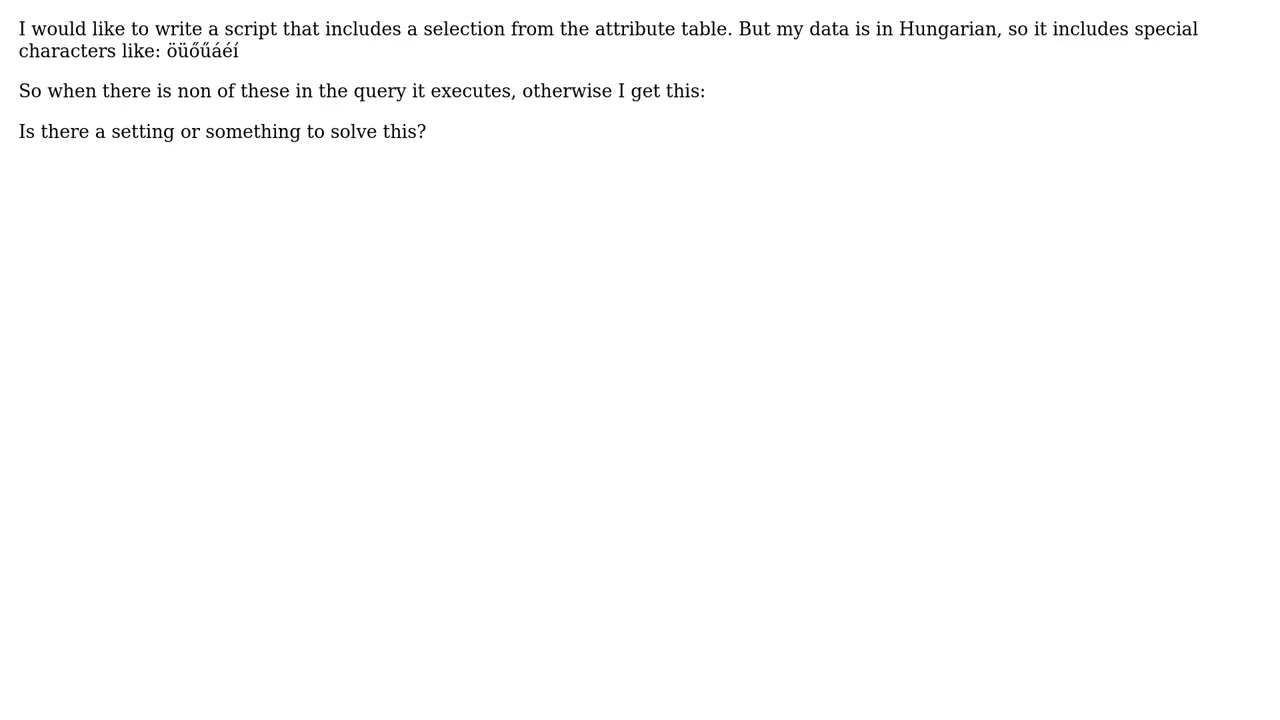 I would like to write a script that includes a selection from the attribute table. But my data is in Hungarian, so it includes special
characters like: öüőűáéí
So when there is non of these in the query it executes, otherwise I get this:
Is there a setting or something to solve this?